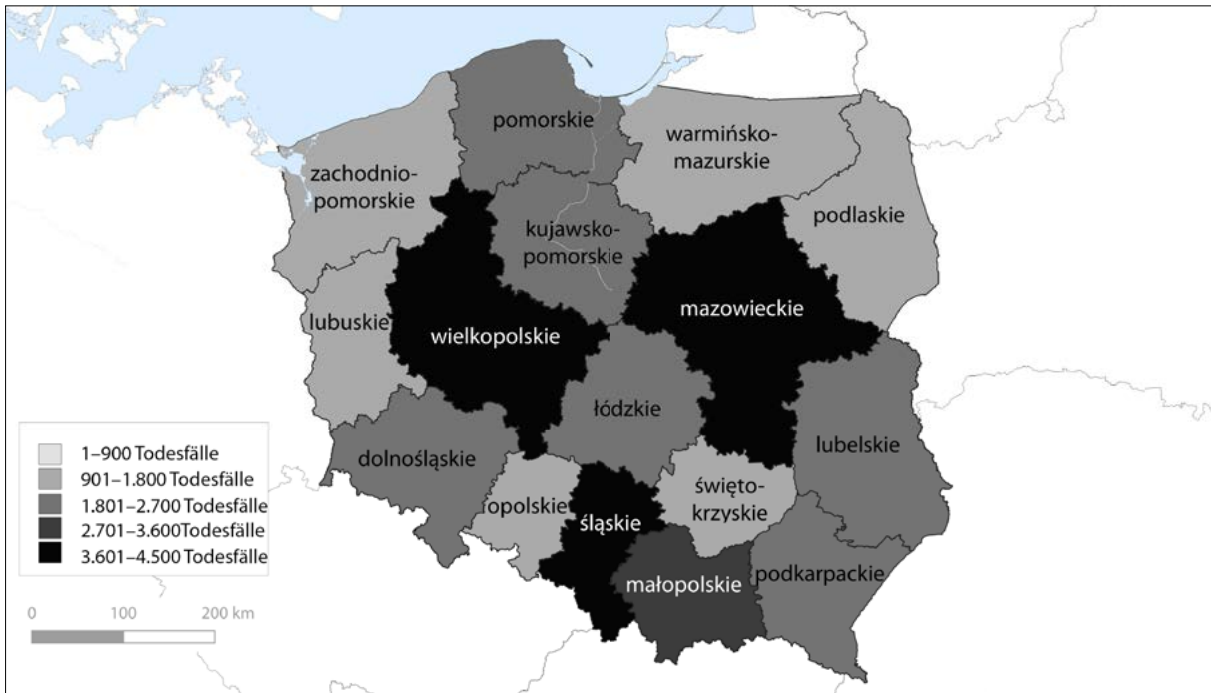 pomorskie
warmińsko-
mazurskie
zachodnio-
pomorskie
podlaskie
kujawsko-
pomorskie
mazowieckie
lubuskie
wielkopolskie
łódzkie
lubelskie
dolnośląskie
opolskie
święto-
krzyskie
śląskie
małopolskie
podkarpackie
1–900 Todesfälle
901–1.800 Todesfälle
1.801–2.700 Todesfälle
2.701–3.600Todesfälle
3.601–4.500 Todesfälle
0 100 200 km